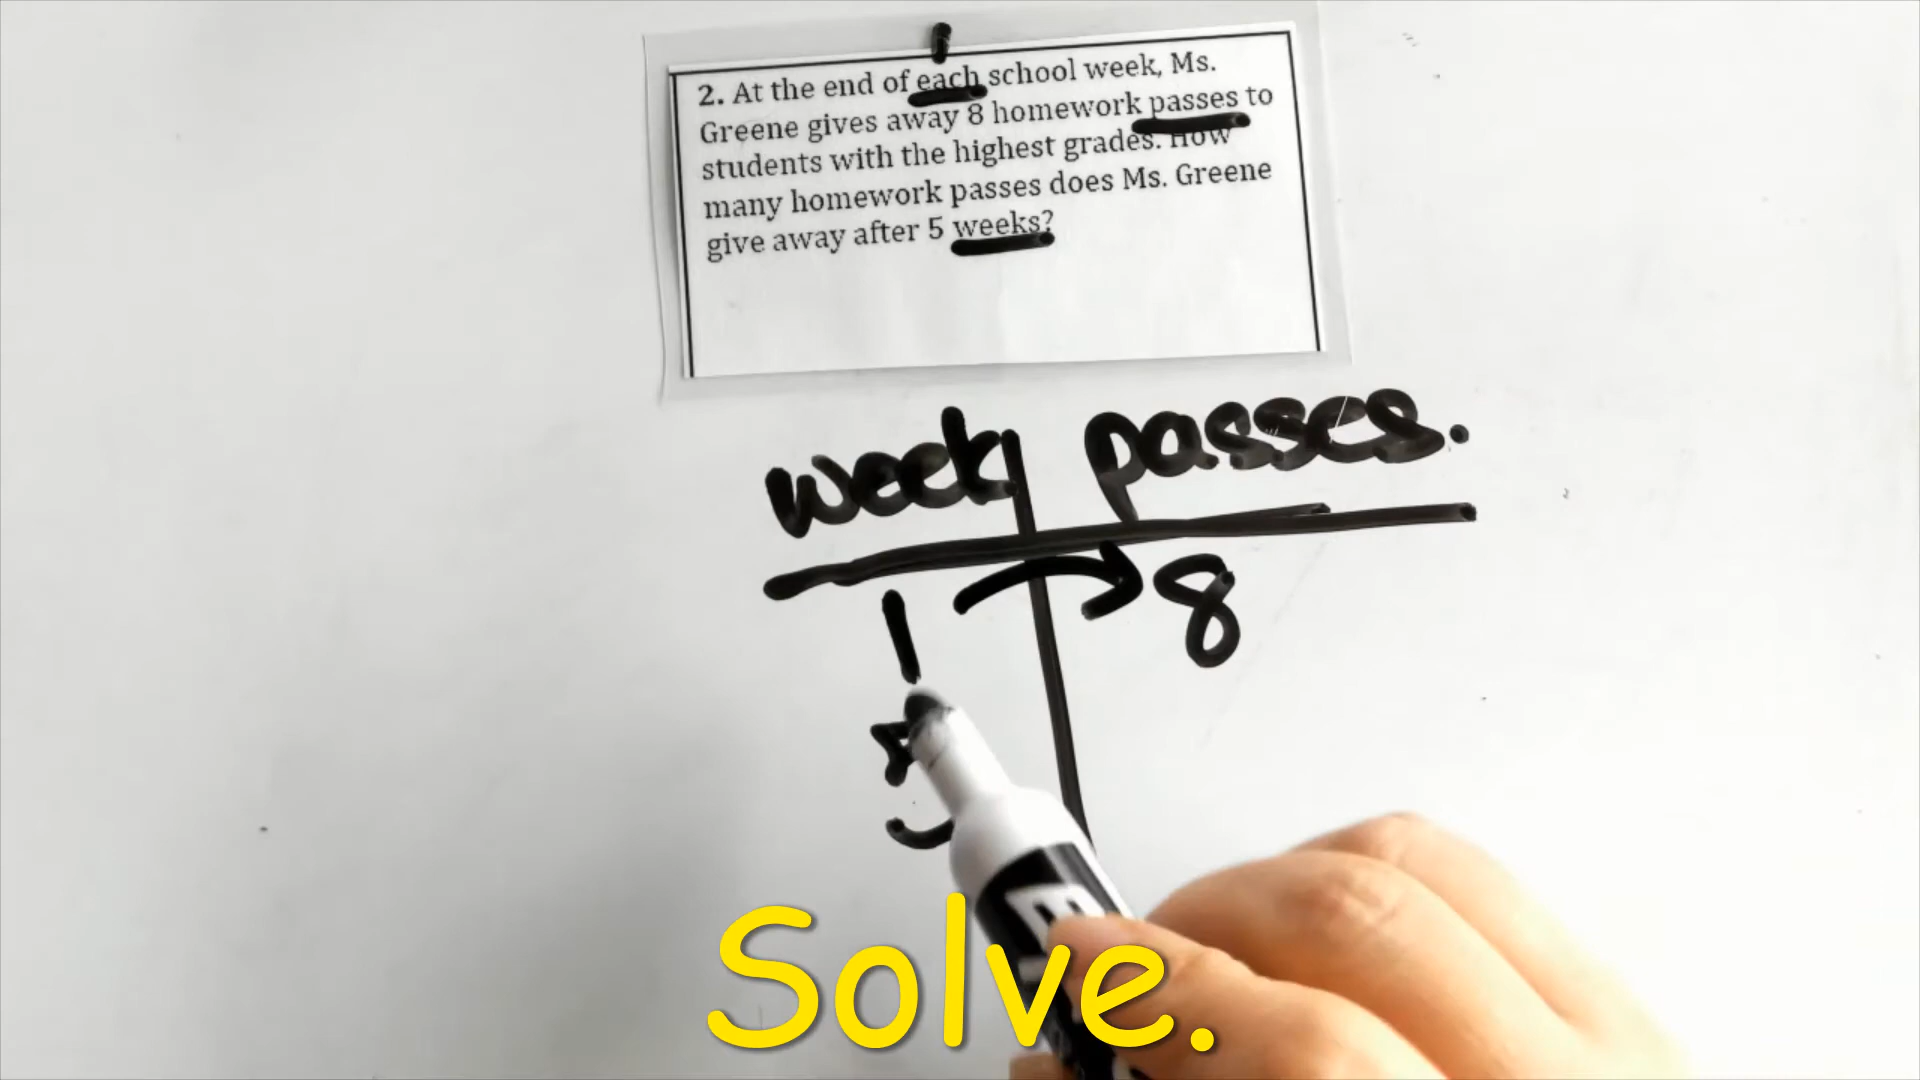 2. At the end of each school week, Ms.
Greene gives away 8 homework passes to
students with the highest grades. How
many homework passes does Ms. Greene
give away after 5 weeks?
week passes.
1 8
5
Solve.